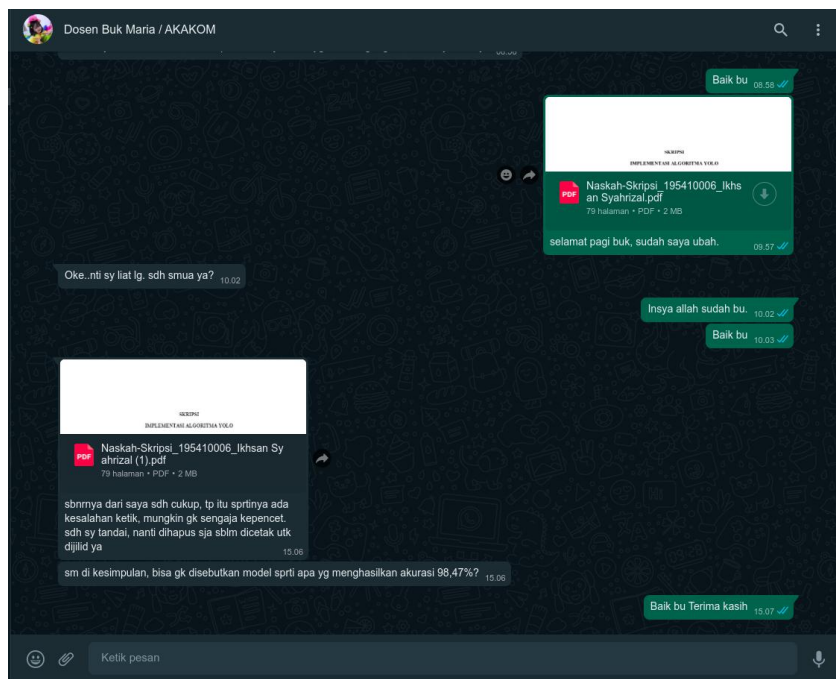 Dosen Buk Maria / AKAKOM
08.58
Baik bu 08.58
SKRIPSI
IMPLEMENTASI ALGORITMA YOLO
PDF
Naskah-Skripsi_195410006_Ikhs
an Syahrizal.pdf
79 halaman • PDF • 2 MB
selamat pagi buk, sudah saya ubah. 09.57
Oke..nti sy liat lg. sdh smua ya? 10.02
Insya allah sudah bu. 10.02
Baik bu 10.03
SKRIPSI
IMPLEMENTASI ALGORITMA YOLO
PDF
Naskah-Skripsi_195410006_Ikhsan Sy
ahrizal (1).pdf
79 halaman • PDF • 2 MB
sbnrnya dari saya sdh cukup, tp itu sprtinya ada
kesalahan ketik, mungkin gk sengaja kepencet.
sdh sy tandai, nanti dihapus sja sblm dicetak utk
dijilid ya 15.06
sm di kesimpulan, bisa gk disebutkan model sprti apa yg menghasilkan akurasi 98,47%? 15.06
Baik bu Terima kasih 15.07
Ketik pesan